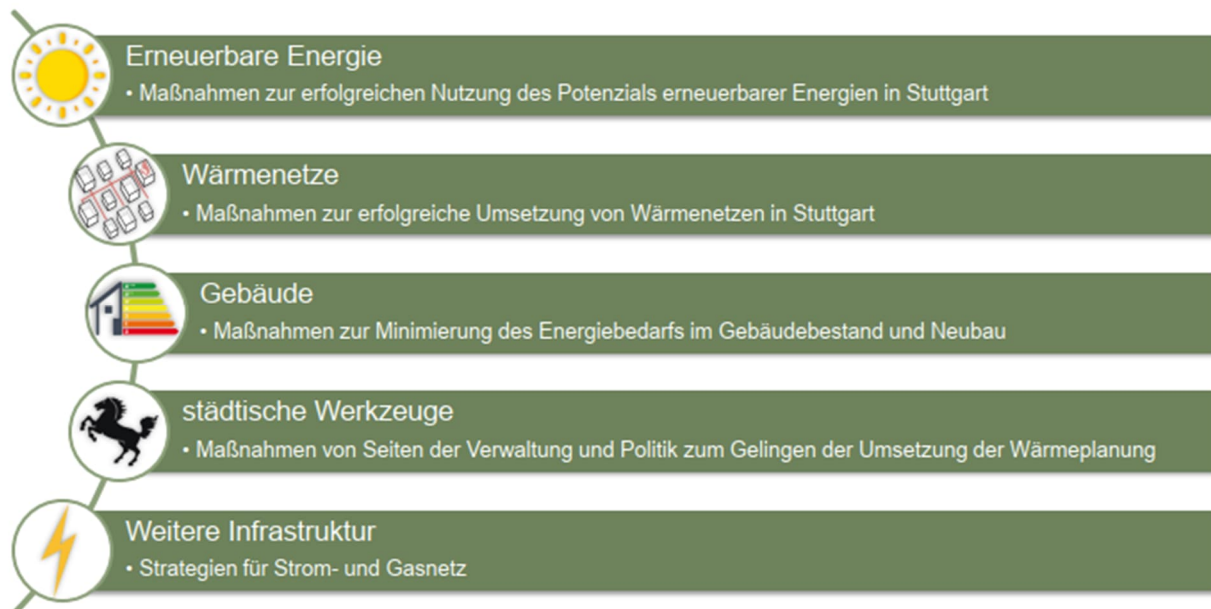 Erneuerbare Energie
• Maßnahmen zur erfolgreichen Nutzung des Potenzials erneuerbarer Energien in Stuttgart
Wärmenetze
• Maßnahmen zur erfolgreiche Umsetzung von Wärmenetzen in Stuttgart
Gebäude
• Maßnahmen zur Minimierung des Energiebedarfs im Gebäudebestand und Neubau
städtische Werkzeuge
• Maßnahmen von Seiten der Verwaltung und Politik zum Gelingen der Umsetzung der Wärmeplanung
Weitere Infrastruktur
• Strategien für Strom- und Gasnetz